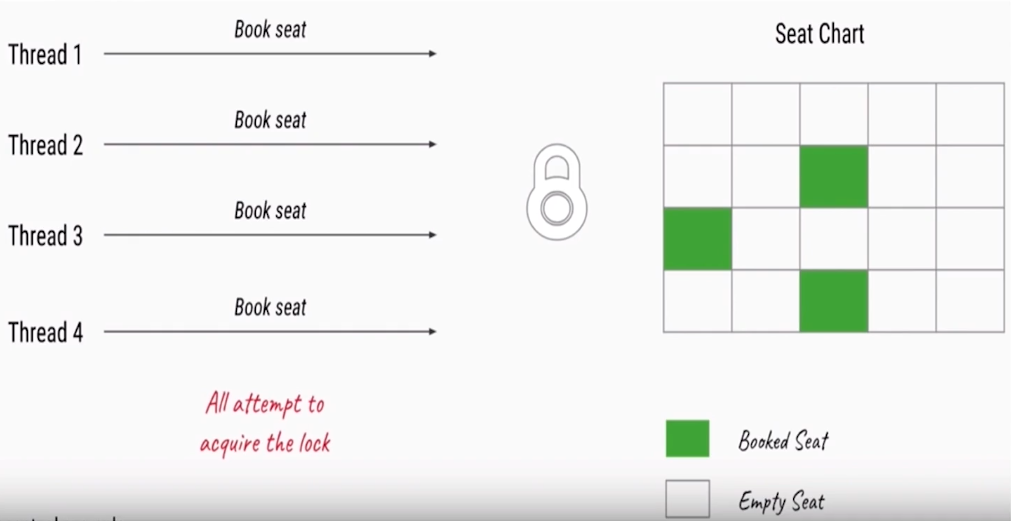 Book seat
Thread 1
Book seat
Thread 2
Book seat
Thread 3
Book seat
Thread 4
All attempt to
acquire the lock
Seat Chart
Booked Seat
Empty Seat